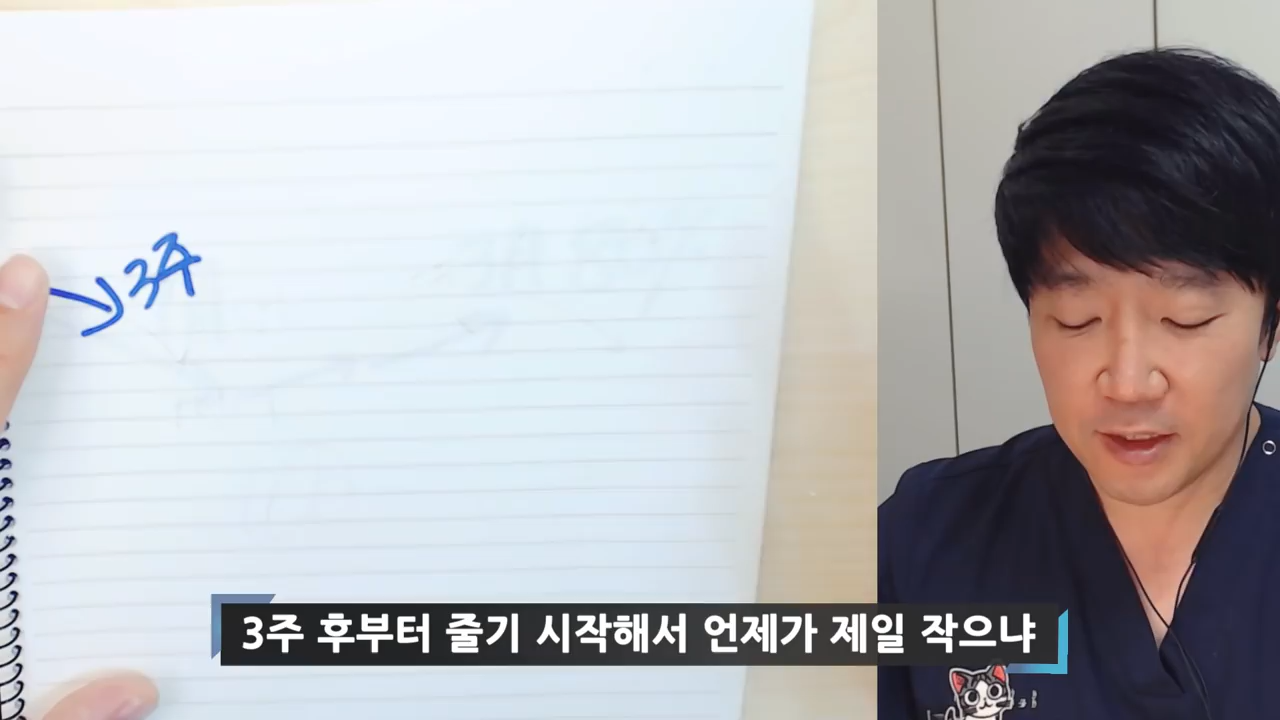 3주
3주 후부터 줄기 시작해서 언제가 제일 작으냐